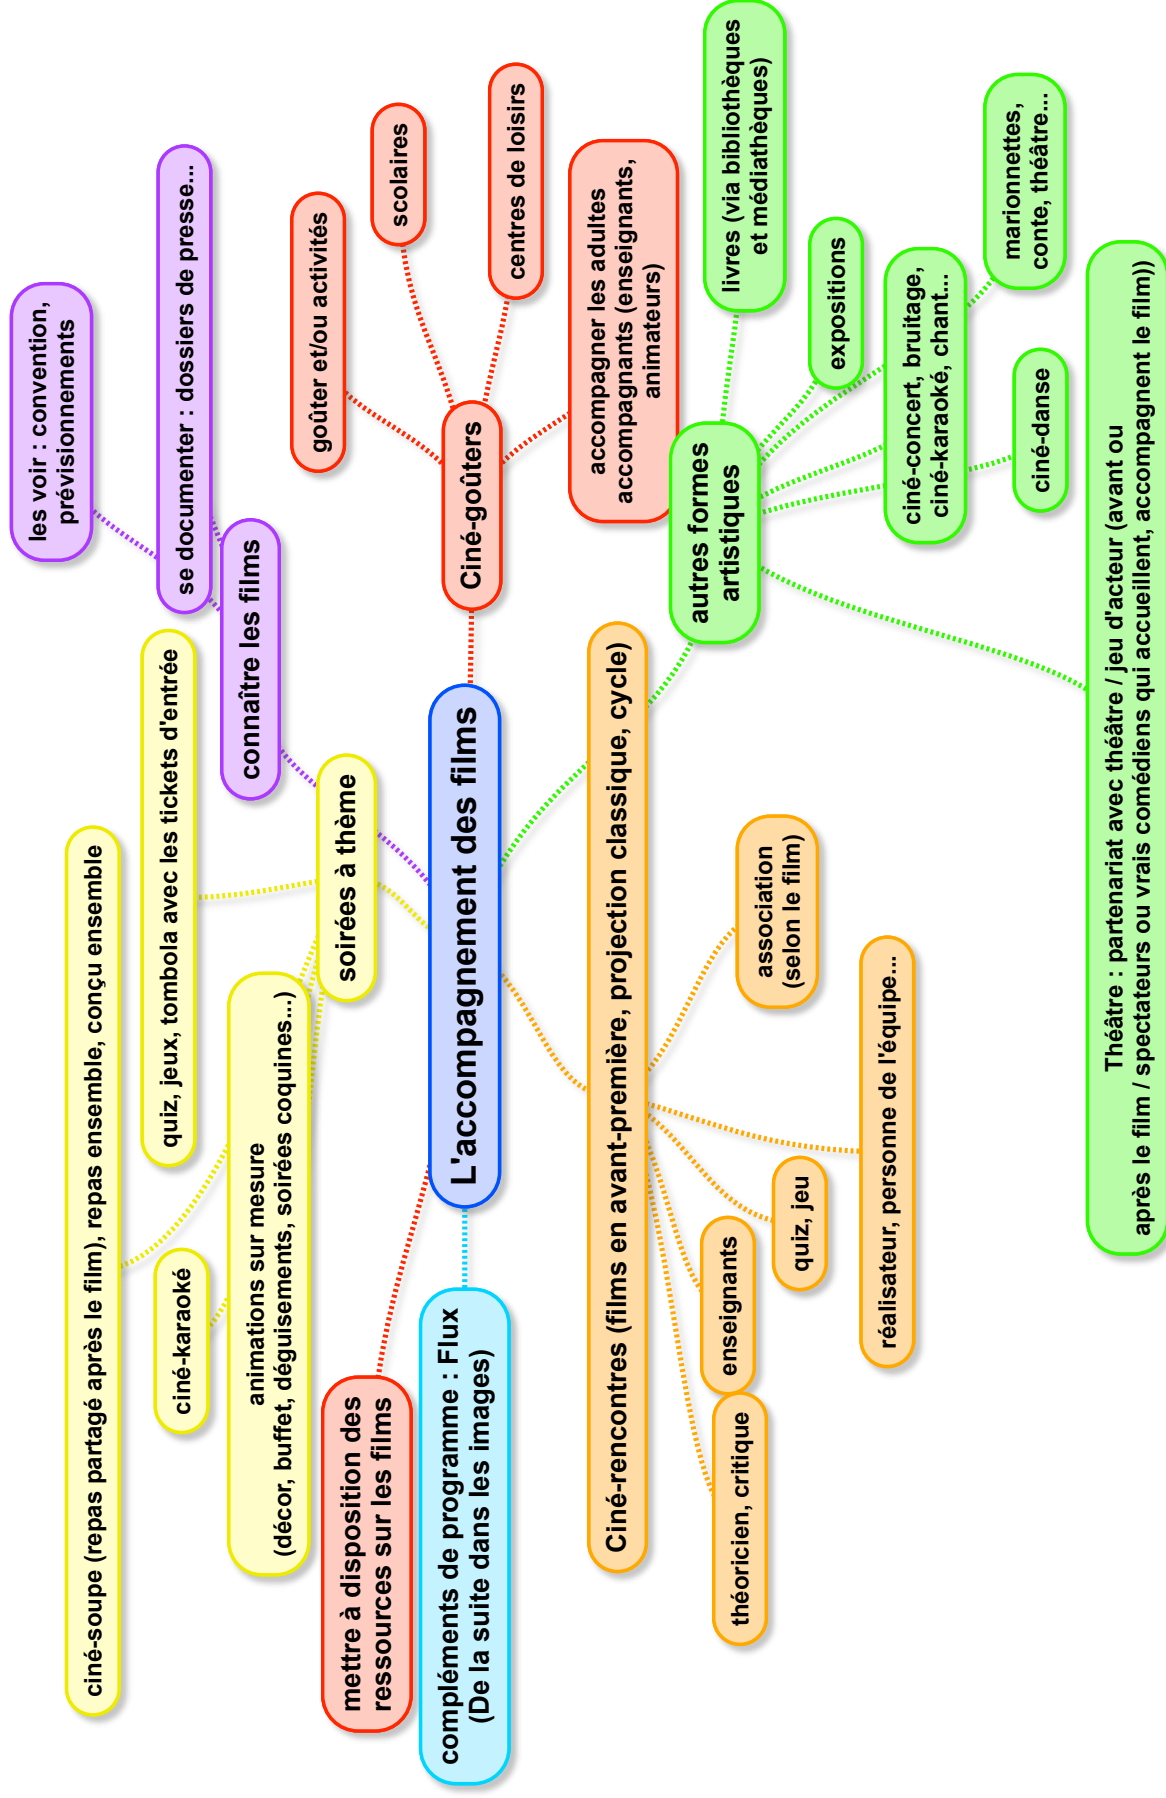 L'accompagnement des films
connaître les films
les voir : convention,
prévisionnements
se documenter : dossiers de presse...
Ciné-goûters
goûter et/ou activités
scolaires
centres de loisirs
accompagner les adultes
accompagnants (enseignants,
animateurs)
autres formes
artistiques
livres (via bibliothèques
et médiathèques)
expositions
marionnettes,
conte, théâtre...
ciné-concert, bruitage,
ciné-karaoké, chant...
ciné-danse
Théâtre : partenariat avec théâtre / jeu d'acteur (avant ou
après le film / spectateurs ou vrais comédiens qui accueillent, accompagnent le film))
Ciné-rencontres (films en avant-première, projection classique, cycle)
association
(selon le film)
réalisateur, personne de l'équipe...
quiz, jeu
enseignants
théoricien, critique
compléments de programme : Flux
(De la suite dans les images)
mettre à disposition des
ressources sur les films
soirées à thème
ciné-soupe (repas partagé après le film), repas ensemble, conçu ensemble
quiz, jeux, tombola avec les tickets d'entrée
ciné-karaoké
animations sur mesure
(décor, buffet, déguisements, soirées coquines...)